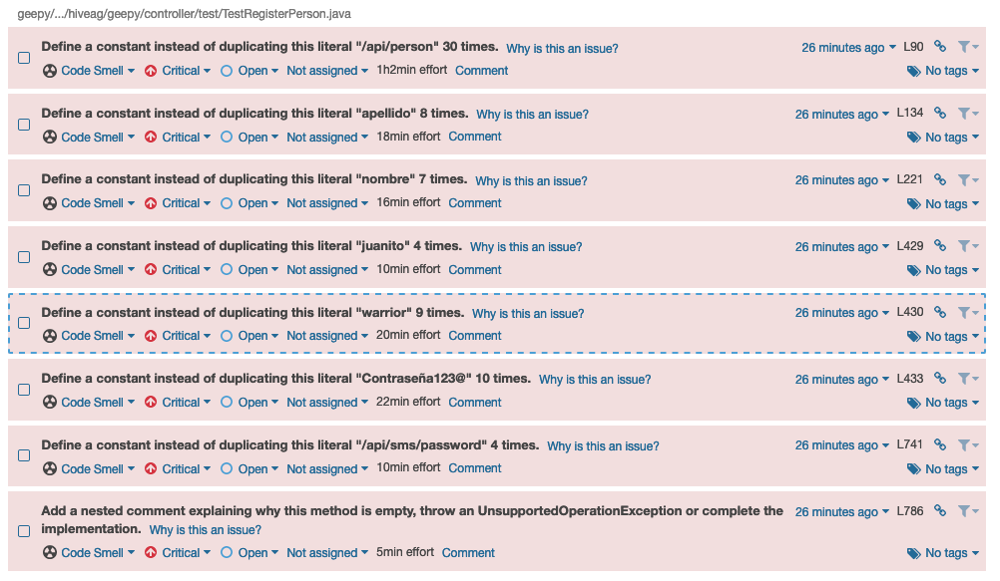 geepy/.../hiveag/geepy/controller/test/TestRegisterPerson.java
Define a constant instead of duplicating this literal "/api/person" 30 times. Why is this an issue? 26 minutes ago L90
Code Smell Critical Open Not assigned 1h2min effort Comment No tags
Define a constant instead of duplicating this literal "apellido" 8 times. Why is this an issue? 26 minutes ago L134
Code Smell Critical Open Not assigned 18min effort Comment No tags
Define a constant instead of duplicating this literal "nombre" 7 times. Why is this an issue? 26 minutes ago L221
Code Smell Critical Open Not assigned 16min effort Comment No tags
Define a constant instead of duplicating this literal "juanito" 4 times. Why is this an issue? 26 minutes ago L429
Code Smell Critical Open Not assigned 10min effort Comment No tags
Define a constant instead of duplicating this literal "warrior" 9 times. Why is this an issue? 26 minutes ago L430
Code Smell Critical Open Not assigned 20min effort Comment No tags
Define a constant instead of duplicating this literal "Contraseña123@" 10 times. Why is this an issue? 26 minutes ago L433
Code Smell Critical Open Not assigned 22min effort Comment No tags
Define a constant instead of duplicating this literal "/api/sms/password" 4 times. Why is this an issue? 26 minutes ago L741
Code Smell Critical Open Not assigned 10min effort Comment No tags
Add a nested comment explaining why this method is empty, throw an UnsupportedOperationException or complete the 26 minutes ago L786
implementation. Why is this an issue?
Code Smell Critical Open Not assigned 5min effort Comment No tags